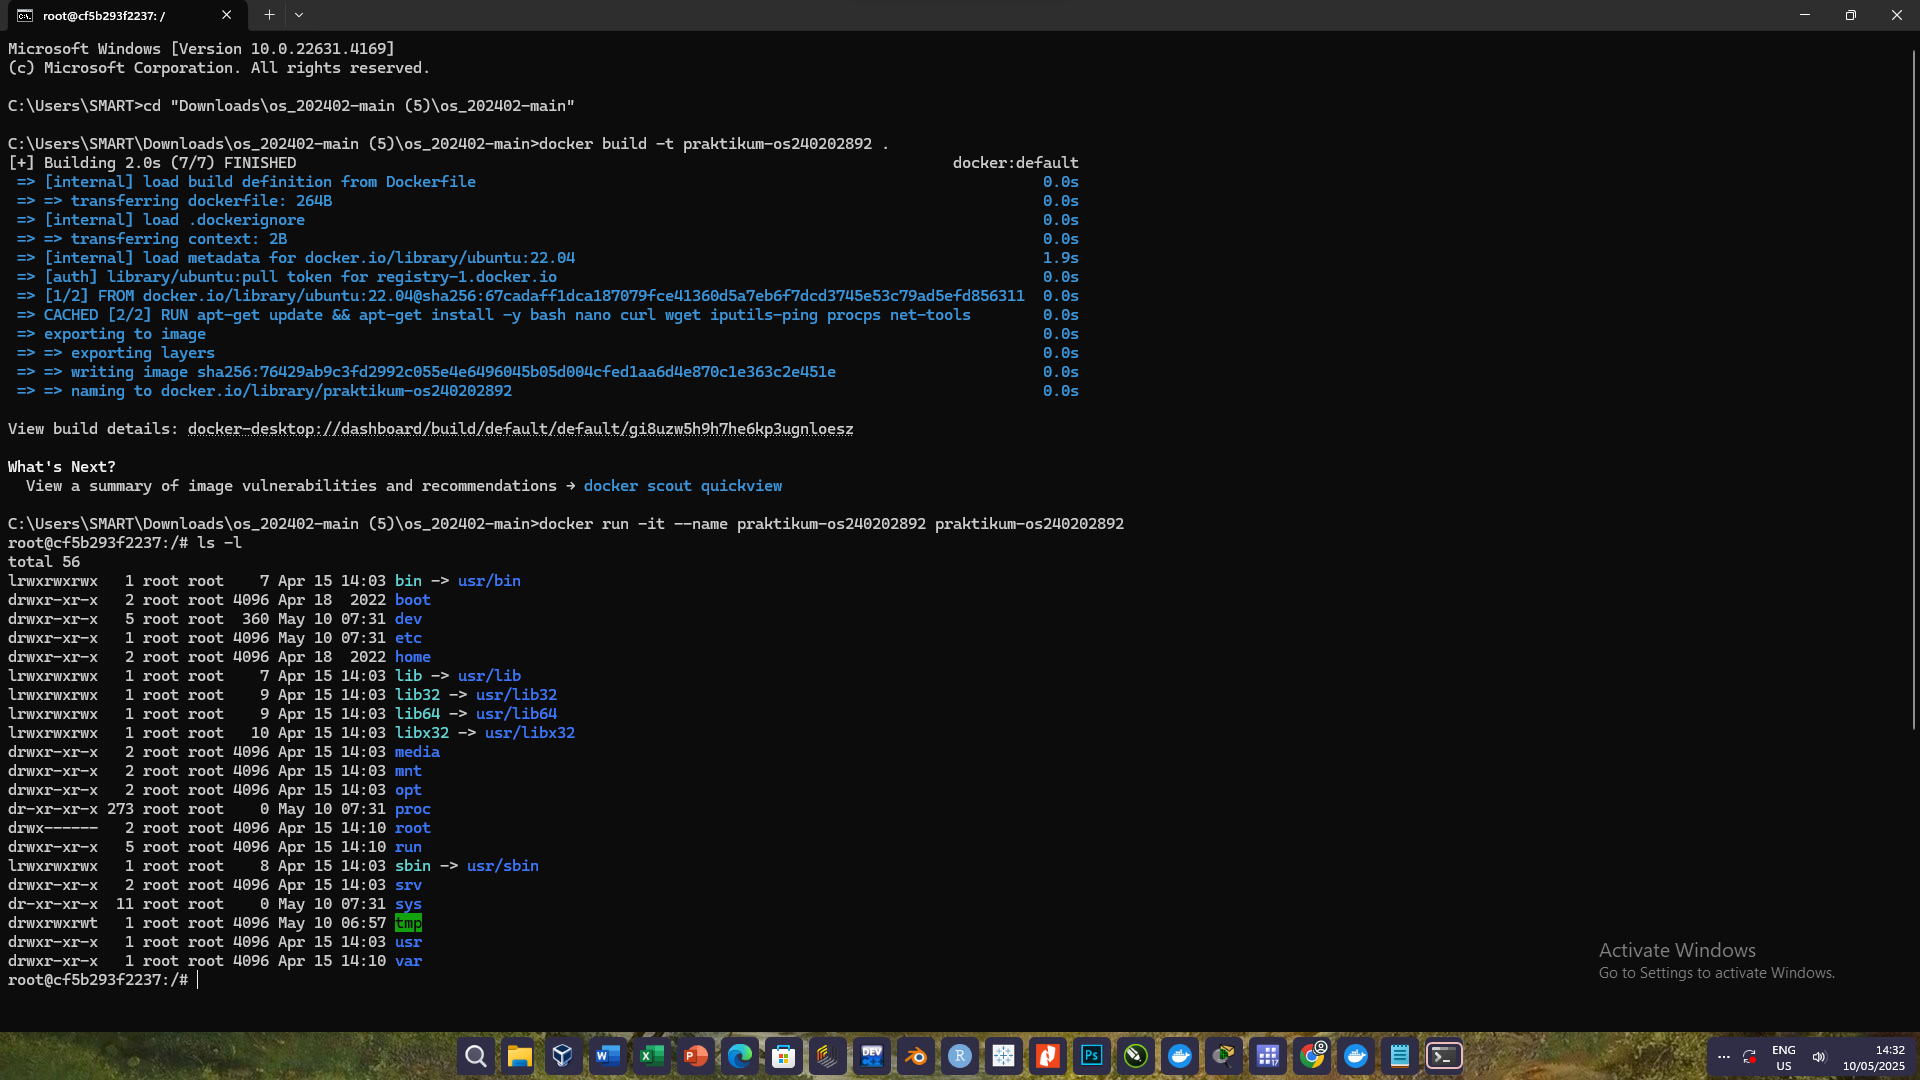 root@cf5b293f2237: /
Microsoft Windows [Version 10.0.22631.4169]
(c) Microsoft Corporation. All rights reserved.
C:\Users\SMART>cd "Downloads\os_202402-main (5)\os_202402-main"
C:\Users\SMART\Downloads\os_202402-main (5)\os_202402-main>docker build -t praktikum-os240202892 .
[+] Building 2.0s (7/7) FINISHED docker:default
=> [internal] load build definition from Dockerfile 0.0s
=> => transferring dockerfile: 264B 0.0s
=> [internal] load .dockerignore 0.0s
=> => transferring context: 2B 0.0s
=> [internal] load metadata for docker.io/library/ubuntu:22.04 1.9s
=> [auth] library/ubuntu:pull token for registry-1.docker.io 0.0s
=> [1/2] FROM docker.io/library/ubuntu:22.04@sha256:67cadaff1dca187079fce41360d5a7eb6f7dcd3745e53c79ad5efd856311 0.0s
=> CACHED [2/2] RUN apt-get update && apt-get install -y bash nano curl wget iputils-ping procps net-tools 0.0s
=> exporting to image 0.0s
=> => exporting layers 0.0s
=> => writing image sha256:76429ab9c3fd2992c055e4e6496045b05d004cfed1aa6d4e870c1e363c2e451e 0.0s
=> => naming to docker.io/library/praktikum-os240202892 0.0s
View build details: docker-desktop://dashboard/build/default/default/gi8uzw5h9h7he6kp3ugnloesz
What's Next?
View a summary of image vulnerabilities and recommendations → docker scout quickview
C:\Users\SMART\Downloads\os_202402-main (5)\os_202402-main>docker run -it --name praktikum-os240202892 praktikum-os240202892
root@cf5b293f2237:/# ls -l
total 56
lrwxrwxrwx 1 root root 7 Apr 15 14:03 bin -> usr/bin
drwxr-xr-x 2 root root 4096 Apr 18 2022 boot
drwxr-xr-x 5 root root 360 May 10 07:31 dev
drwxr-xr-x 1 root root 4096 May 10 07:31 etc
drwxr-xr-x 2 root root 4096 Apr 18 2022 home
lrwxrwxrwx 1 root root 7 Apr 15 14:03 lib -> usr/lib
lrwxrwxrwx 1 root root 9 Apr 15 14:03 lib32 -> usr/lib32
lrwxrwxrwx 1 root root 9 Apr 15 14:03 lib64 -> usr/lib64
lrwxrwxrwx 1 root root 10 Apr 15 14:03 libx32 -> usr/libx32
drwxr-xr-x 2 root root 4096 Apr 15 14:03 media
drwxr-xr-x 2 root root 4096 Apr 15 14:03 mnt
drwxr-xr-x 2 root root 4096 Apr 15 14:03 opt
dr-xr-xr-x 273 root root 0 May 10 07:31 proc
drwx------ 2 root root 4096 Apr 15 14:10 root
drwxr-xr-x 5 root root 4096 Apr 15 14:10 run
lrwxrwxrwx 1 root root 8 Apr 15 14:03 sbin -> usr/sbin
drwxr-xr-x 2 root root 4096 Apr 15 14:03 srv
dr-xr-xr-x 11 root root 0 May 10 07:31 sys
drwxrwxrwt 1 root root 4096 May 10 06:57 tmp
drwxr-xr-x 1 root root 4096 Apr 15 14:03 usr
drwxr-xr-x 1 root root 4096 Apr 15 14:10 var
root@cf5b293f2237:/#
Activate Windows
Go to Settings to activate Windows.
ENG
US
14:32
10/05/2025